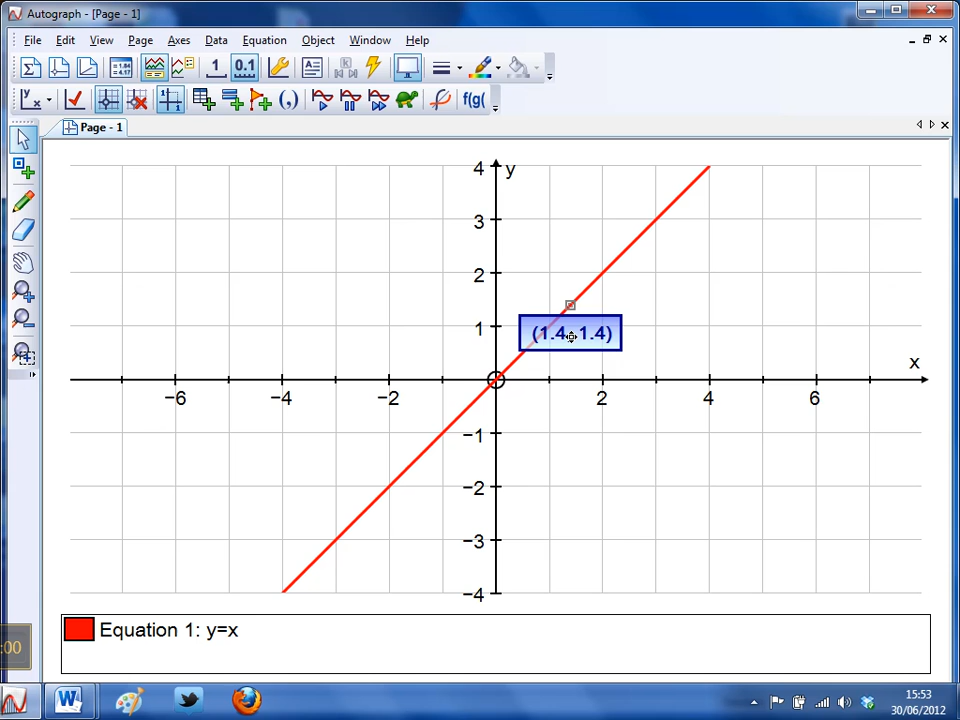 Autograph - [Page - 1]
File Edit View Page Axes Data Equation Object Window Help
Σ 1 0.1 A k
y x (,) f(g(
Page - 1
4 y
3
2
1
(1.4, 1.4)
x
−6 −4 −2 2 4 6
−1
−2
−3
−4
Equation 1: y=x
:00
W 15:53
30/06/2012